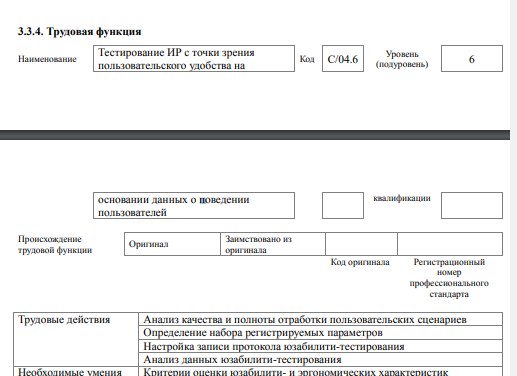 3.3.4. Трудовая функция
Наименование
Тестирование ИР с точки зрения
пользовательского удобства на
Код
C/04.6
Уровень
(подуровень)
6
основании данных о поведении
пользователей
квалификации
Происхождение
трудовой функции
Оригинал
Заимствовано из
оригинала
Код оригинала
Регистрационный
номер
профессионального
стандарта
Трудовые действия
Анализ качества и полноты отработки пользовательских сценариев
Определение набора регистрируемых параметров
Настройка записи протокола юзабилити-тестирования
Анализ данных юзабилити-тестирования
Необходимые умения
Критерии оценки юзабилити- и эргономических характеристик